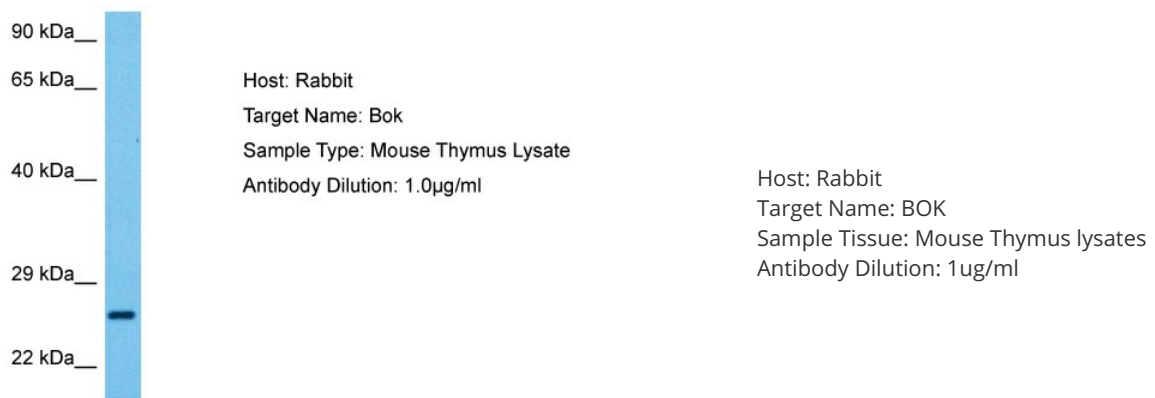 90 kDa__
65 kDa__
40 kDa__
29 kDa__
22 kDa__
Host: Rabbit
Target Name: Bok
Sample Type: Mouse Thymus Lysate
Antibody Dilution: 1.0µg/ml
Host: Rabbit
Target Name: BOK
Sample Tissue: Mouse Thymus lysates
Antibody Dilution: 1ug/ml